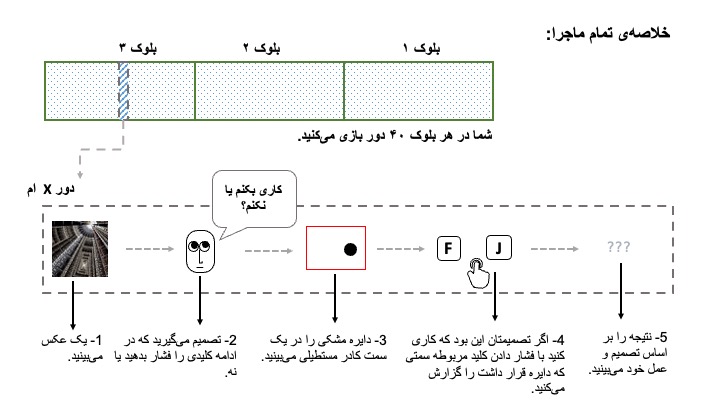 خلاصه‌ی تمام ماجرا:
بلوک ۱
بلوک ۲
بلوک ۳
شما در هر بلوک ۴۰ دور بازی می‌کنید.
دور X ام
کاری بکنم یا
نکنم؟
F
J
???
1- یک عکس
می‌بینید.
2- تصمیم می‌گیرید که در
ادامه کلیدی را فشار بدهید یا
نه.
3- دایره مشکی را در یک
سمت کادر مستطیلی می‌بینید.
4- اگر تصمیمتان این بود که کاری
کنید با فشار دادن کلید مربوطه سمتی
که دایره قرار داشت را گزارش
می‌کنید.
5- نتیجه را بر
اساس تصمیم و
عمل خود می‌بینید.